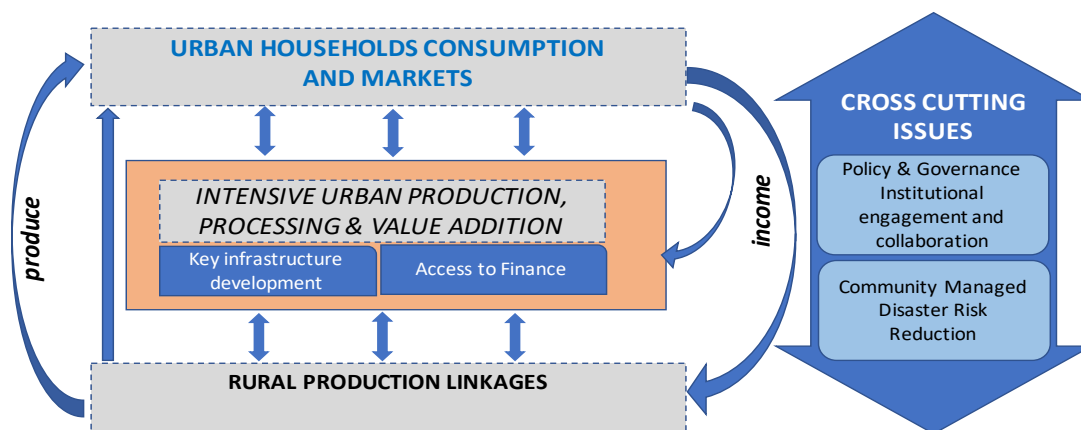 URBAN HOUSEHOLDS CONSUMPTION
AND MARKETS
produce
INTENSIVE URBAN PRODUCTION,
PROCESSING & VALUE ADDITION
Key infrastructure
development
Access to Finance
income
RURAL PRODUCTION LINKAGES
CROSS CUTTING
ISSUES
Policy & Governance
Institutional
engagement and
collaboration
Community Managed
Disaster Risk
Reduction